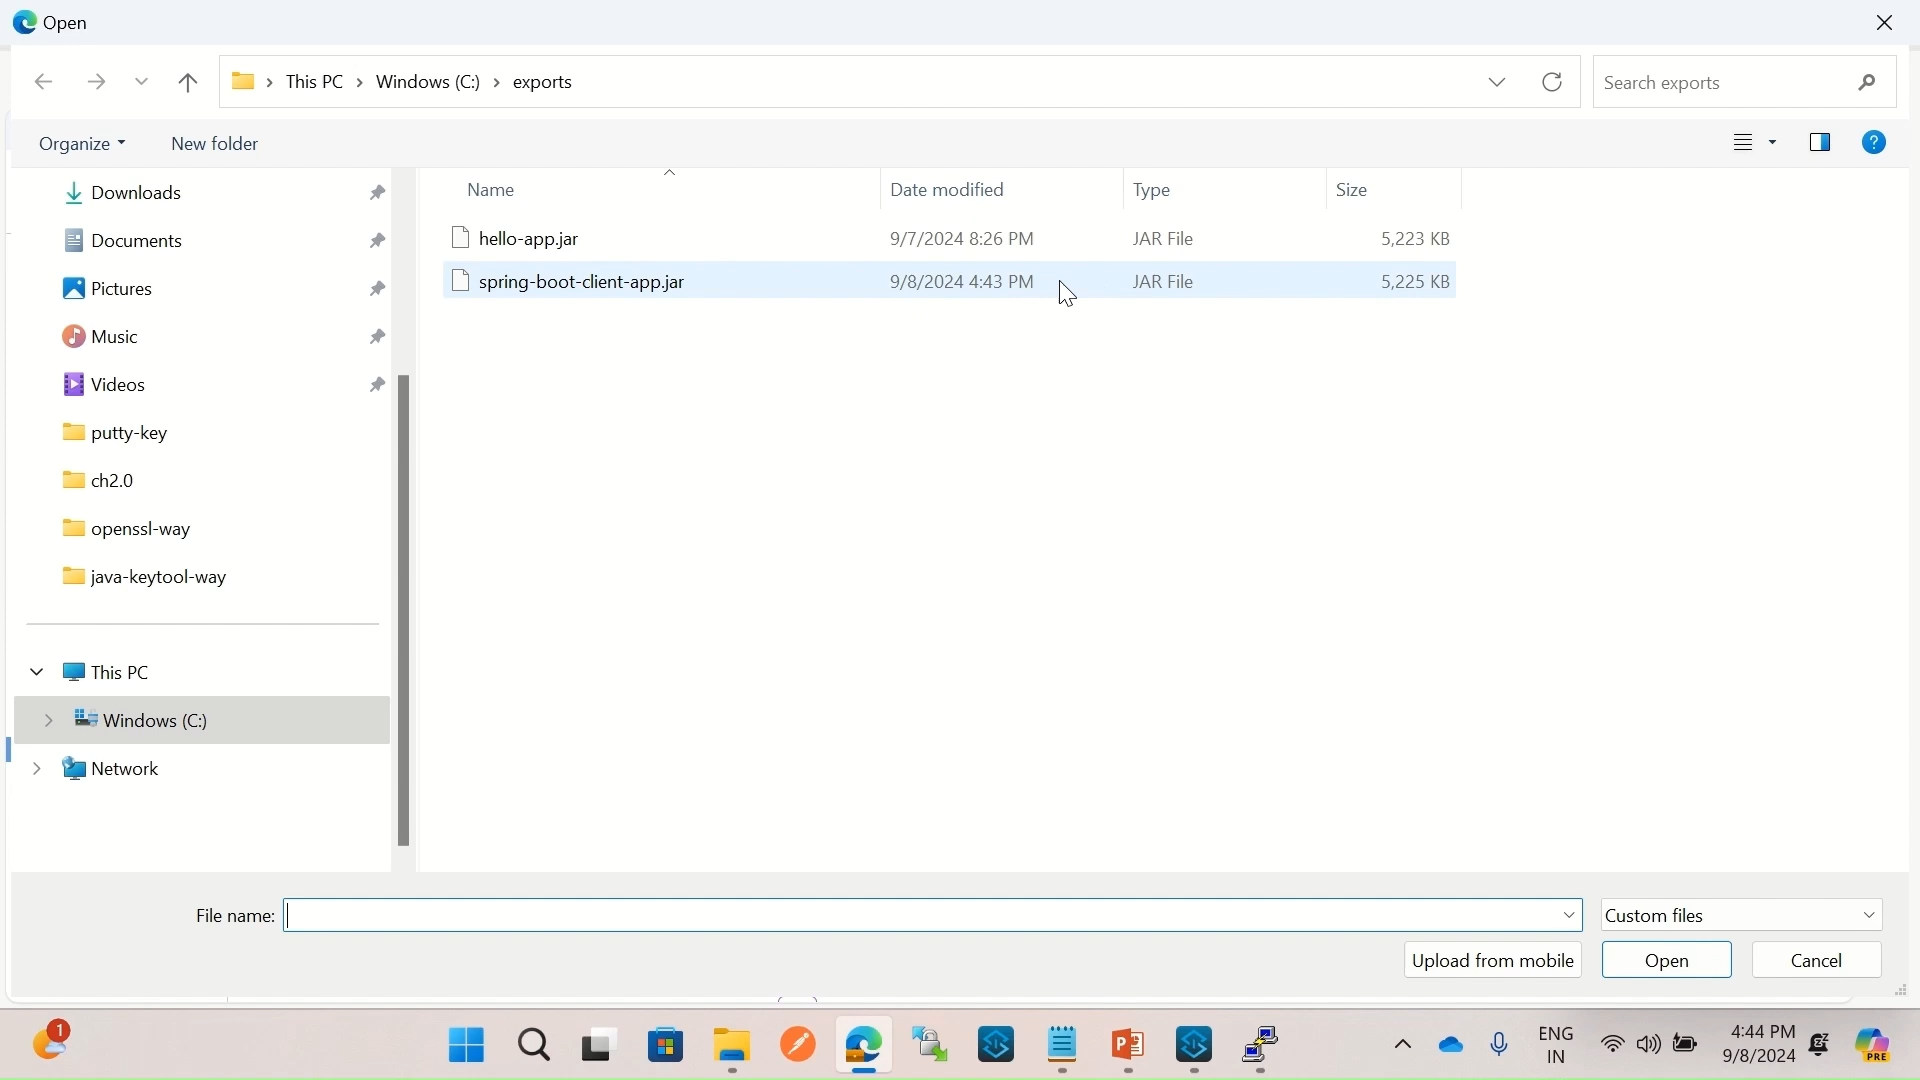 Open
This PC > Windows (C:) > exports
Search exports
Organize
New folder
?
Downloads
Documents
Pictures
Music
Videos
putty-key
ch2.0
openssl-way
java-keytool-way
This PC
Windows (C:)
Network
Name Date modified Type Size
hello-app.jar 9/7/2024 8:26 PM JAR File 5,223 KB
spring-boot-client-app.jar 9/8/2024 4:43 PM JAR File 5,225 KB
File name:
Custom files
Upload from mobile
Open
Cancel
1
ENG
IN
4:44 PM
9/8/2024
PRE